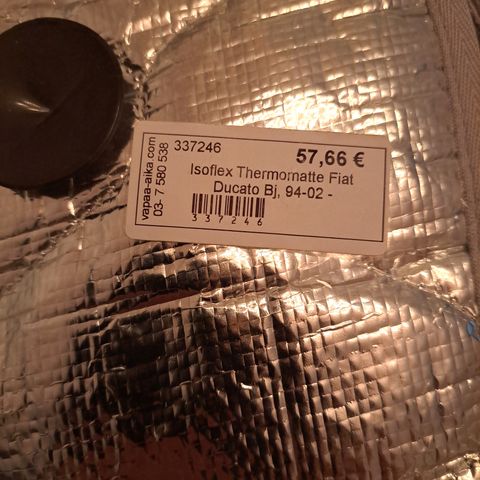 vapaa-aika.com
03- 7 580 538
337246
57,66 €
Isoflex Thermomatte Fiat
Ducato Bj, 94-02 -
337246